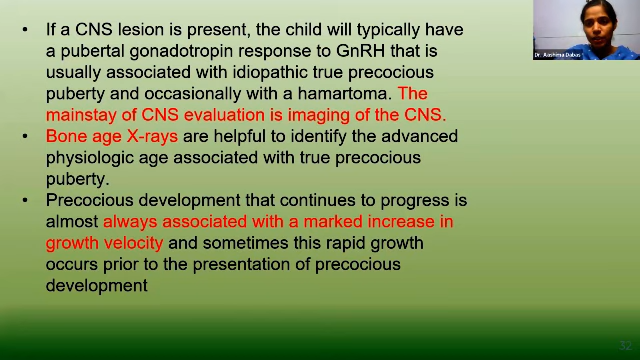 • If a CNS lesion is present, the child will typically have
a pubertal gonadotropin response to GnRH that is
usually associated with idiopathic true precocious
puberty and occasionally with a hamartoma. The
mainstay of CNS evaluation is imaging of the CNS.
• Bone age X-rays are helpful to identify the advanced
physiologic age associated with true precocious
puberty.
• Precocious development that continues to progress is
almost always associated with a marked increase in
growth velocity and sometimes this rapid growth
occurs prior to the presentation of precocious
development
Dr. Aashima Dabas
32